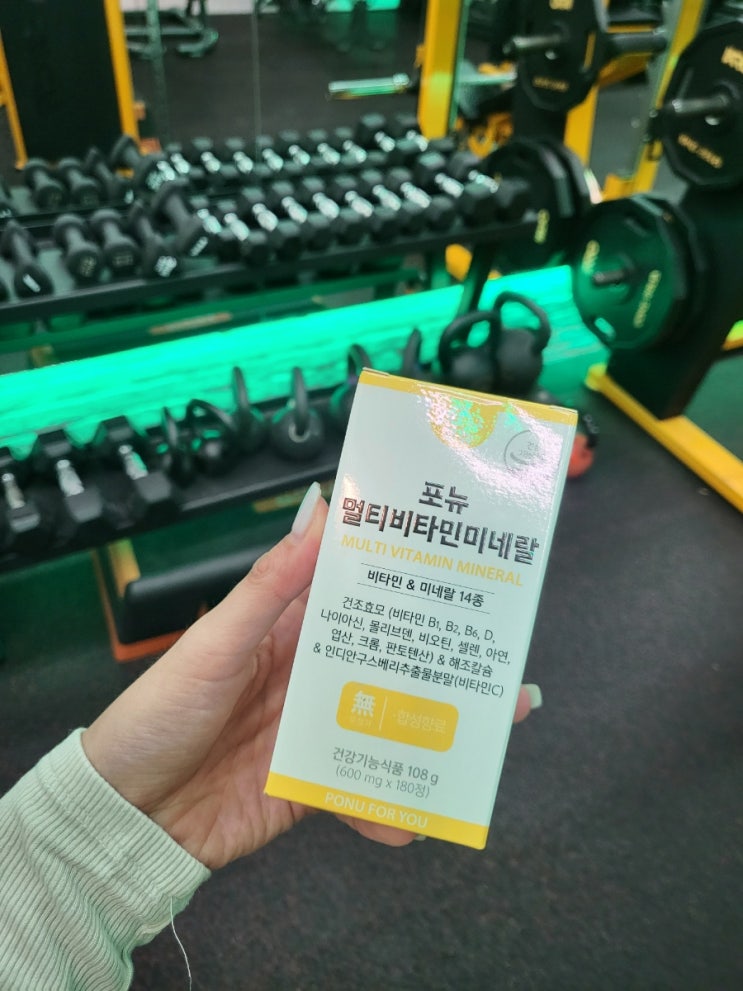 포뉴
멀티비타민미네랄
MULTI VITAMIN MINERAL
비타민 & 미네랄 14종
건조효모 (비타민 B₁, B₂, B₆, D,
나이아신, 몰리브덴, 비오틴, 셀렌, 아연,
엽산, 크롬, 판토텐산) & 해조칼슘
& 인디안구스베리추출물분말(비타민C)
無
무첨가
·합성향료
건강기능식품 108 g
(600 mg x 180정)
PONU FOR YOU